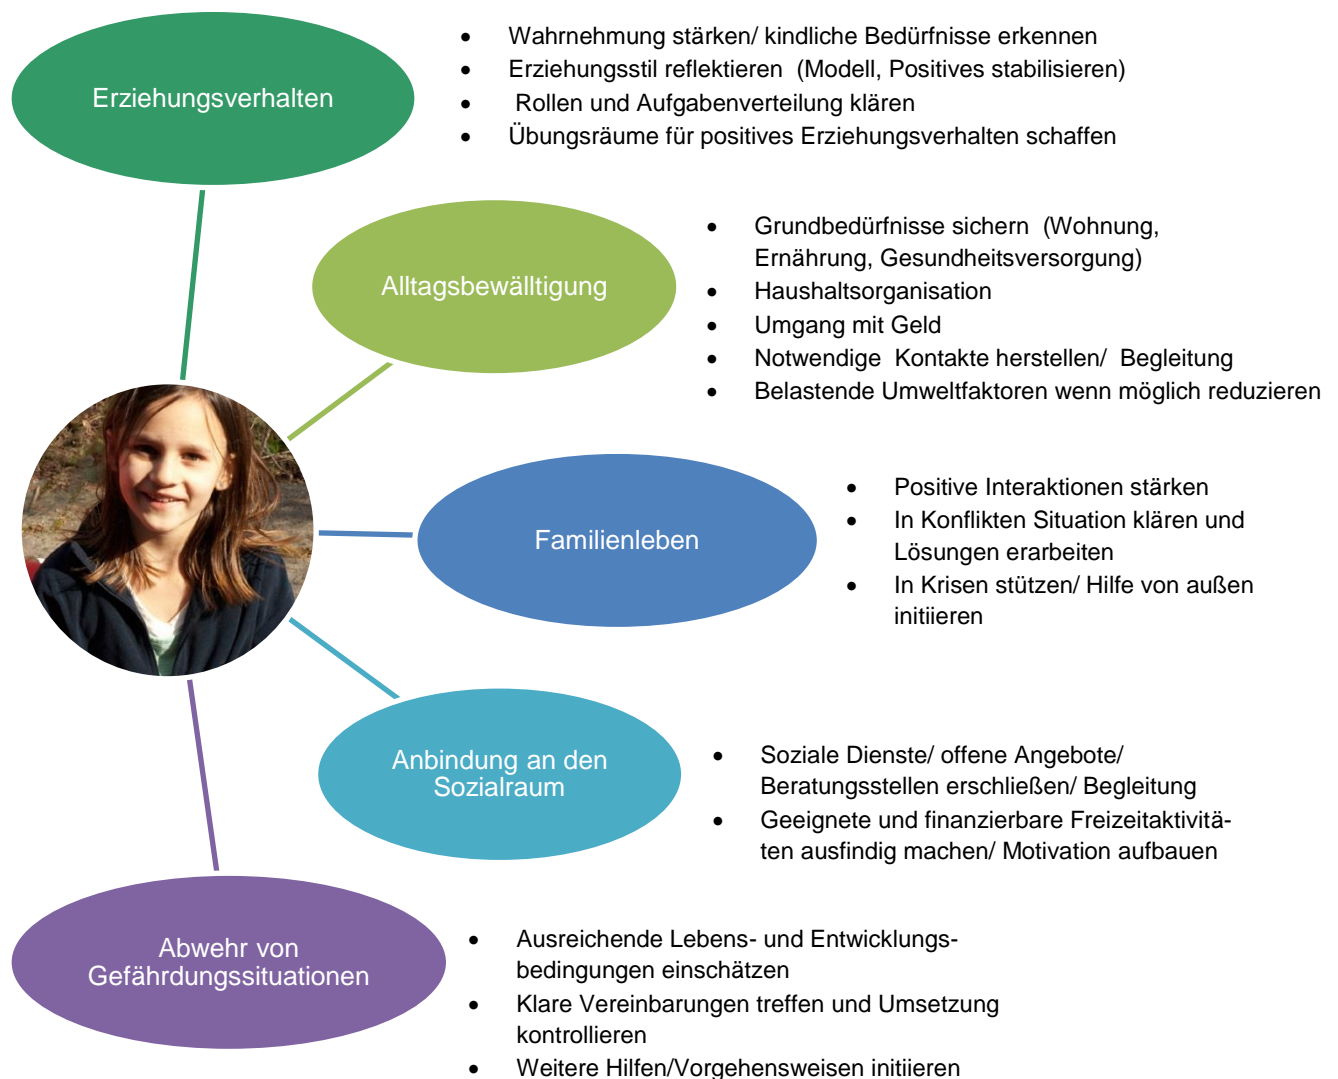 Erziehungsverhalten
• Wahrnehmung stärken/ kindliche Bedürfnisse erkennen
• Erziehungsstil reflektieren (Modell, Positives stabilisieren)
• Rollen und Aufgabenverteilung klären
• Übungsräume für positives Erziehungsverhalten schaffen
Alltagsbewälltigung
• Grundbedürfnisse sichern (Wohnung,
Ernährung, Gesundheitsversorgung)
• Haushaltsorganisation
• Umgang mit Geld
• Notwendige Kontakte herstellen/ Begleitung
• Belastende Umweltfaktoren wenn möglich reduzieren
Familienleben
• Positive Interaktionen stärken
• In Konflikten Situation klären und
Lösungen erarbeiten
• In Krisen stützen/ Hilfe von außen
initiieren
Anbindung an den
Sozialraum
• Soziale Dienste/ offene Angebote/
Beratungsstellen erschließen/ Begleitung
• Geeignete und finanzierbare Freizeitaktivitä-
ten ausfindig machen/ Motivation aufbauen
Abwehr von
Gefährdungssituationen
• Ausreichende Lebens- und Entwicklungs-
bedingungen einschätzen
• Klare Vereinbarungen treffen und Umsetzung
kontrollieren
• Weitere Hilfen/Vorgehensweisen initiieren